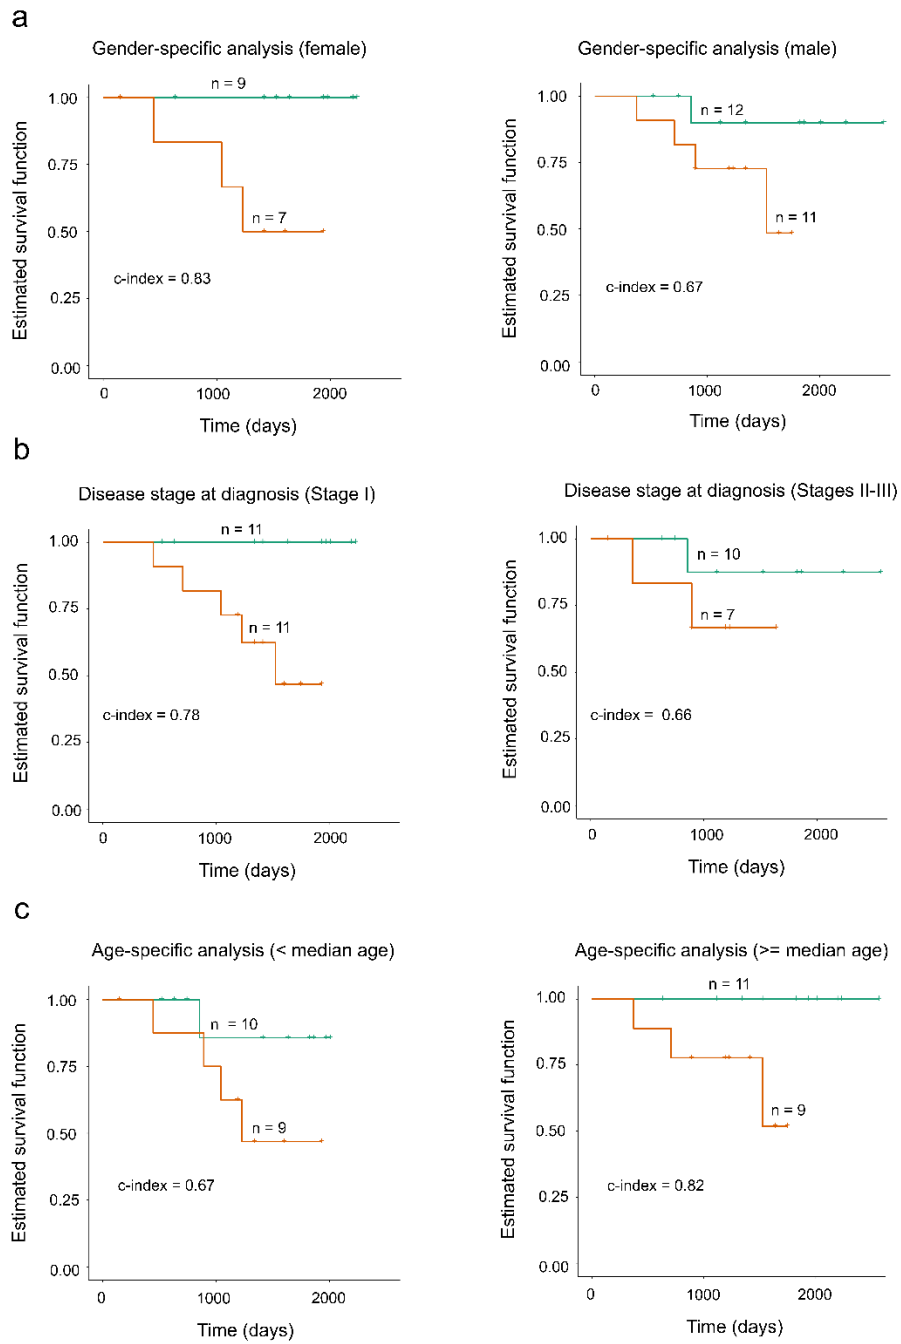 a
Gender-specific analysis (female)
Estimated survival function
1.00
0.75
0.50
0.25
0.00
n = 9
n = 7
c-index = 0.83
0 1000 2000
Time (days)
Gender-specific analysis (male)
Estimated survival function
1.00
0.75
0.50
0.25
0.00
n = 12
n = 11
c-index = 0.67
0 1000 2000
Time (days)
b
Disease stage at diagnosis (Stage I)
Estimated survival function
1.00
0.75
0.50
0.25
0.00
n = 11
n = 11
c-index = 0.78
0 1000 2000
Time (days)
Disease stage at diagnosis (Stages II-III)
Estimated survival function
1.00
0.75
0.50
0.25
0.00
n = 10
n = 7
c-index = 0.66
0 1000 2000
Time (days)
c
Age-specific analysis (< median age)
Estimated survival function
1.00
0.75
0.50
0.25
0.00
n = 10
n = 9
c-index = 0.67
0 1000 2000
Time (days)
Age-specific analysis (>= median age)
Estimated survival function
1.00
0.75
0.50
0.25
0.00
n = 11
n = 9
c-index = 0.82
0 1000 2000
Time (days)